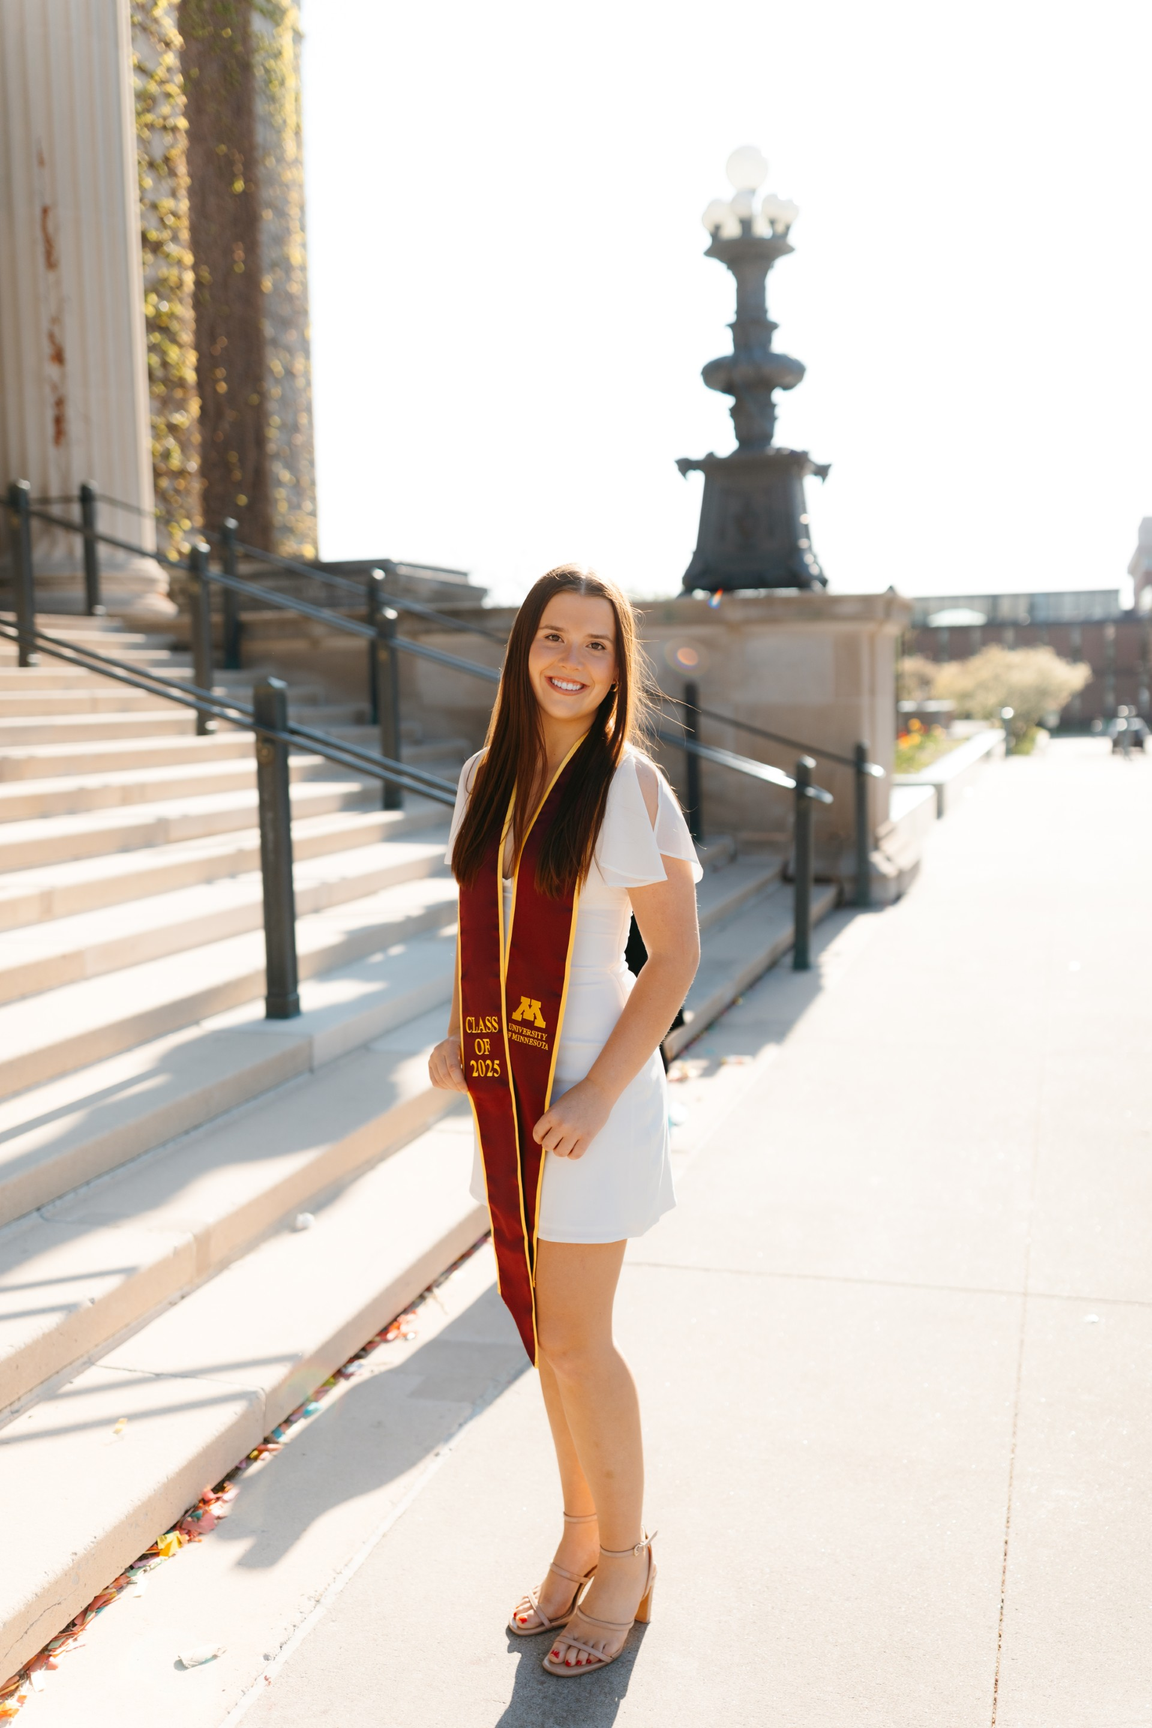 CLASS
OF
2025
M
UNIVERSITY
OF MINNESOTA